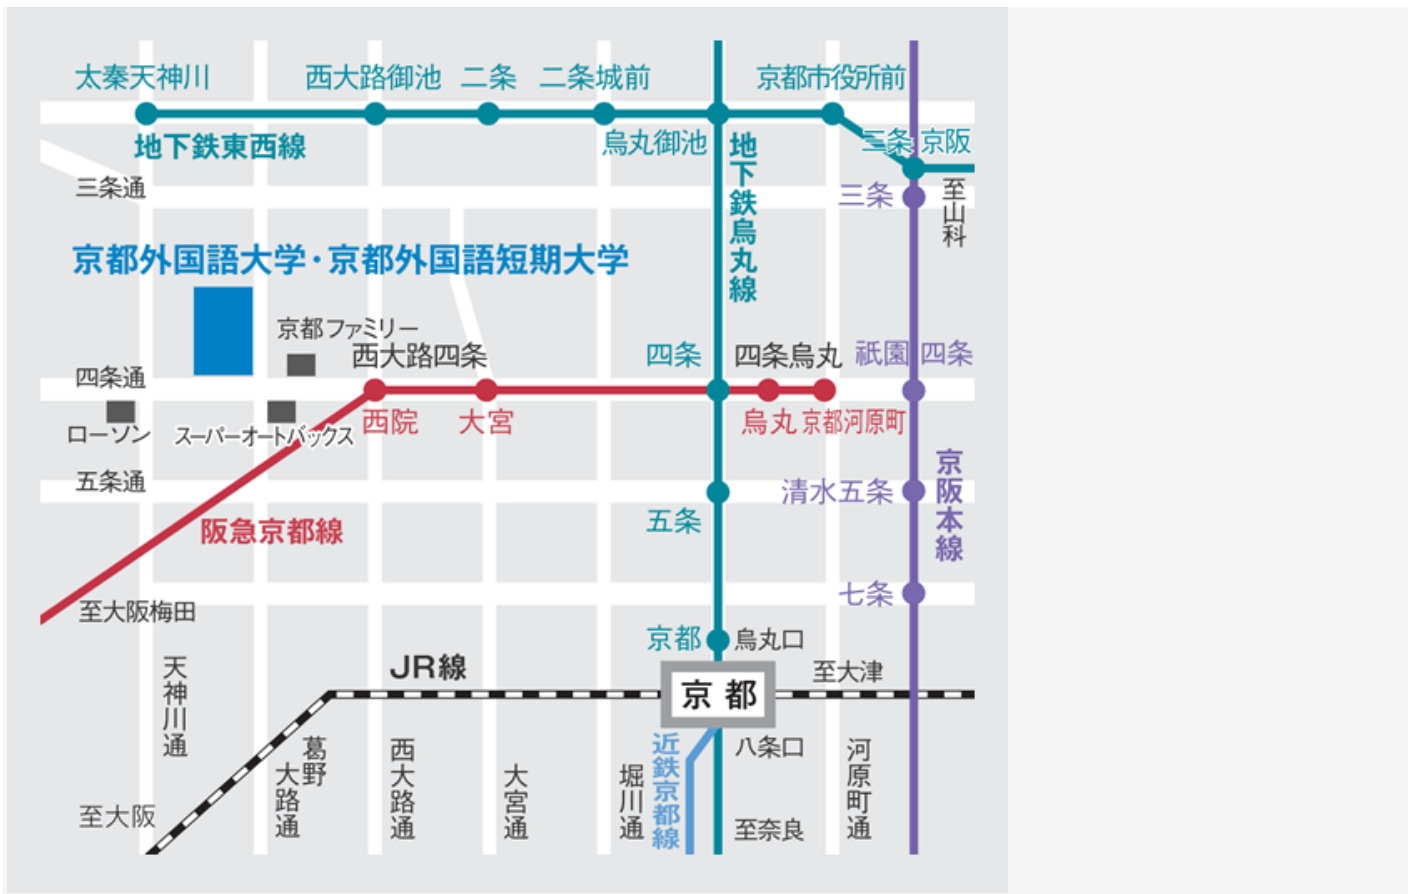 太秦天神川
西大路御池
二条
二条城前
京都市役所前
地下鉄東西線
烏丸御池
地下鉄烏丸線
三条 京阪
三条通
三条
至山科
京都外国語大学・京都外国語短期大学
京都ファミリー
西大路四条
四条
四条烏丸
祇園 四条
四条通
ローソン
スーパーオートバックス
西院
大宮
烏丸
京都河原町
五条通
清水五条
京阪本線
阪急京都線
五条
七条
至大阪梅田
京都
烏丸口
天神川通
JR線
至大津
京都
葛野大路通
西大路通
大宮通
堀川通
近鉄京都線
八条口
河原町通
至大阪
至奈良